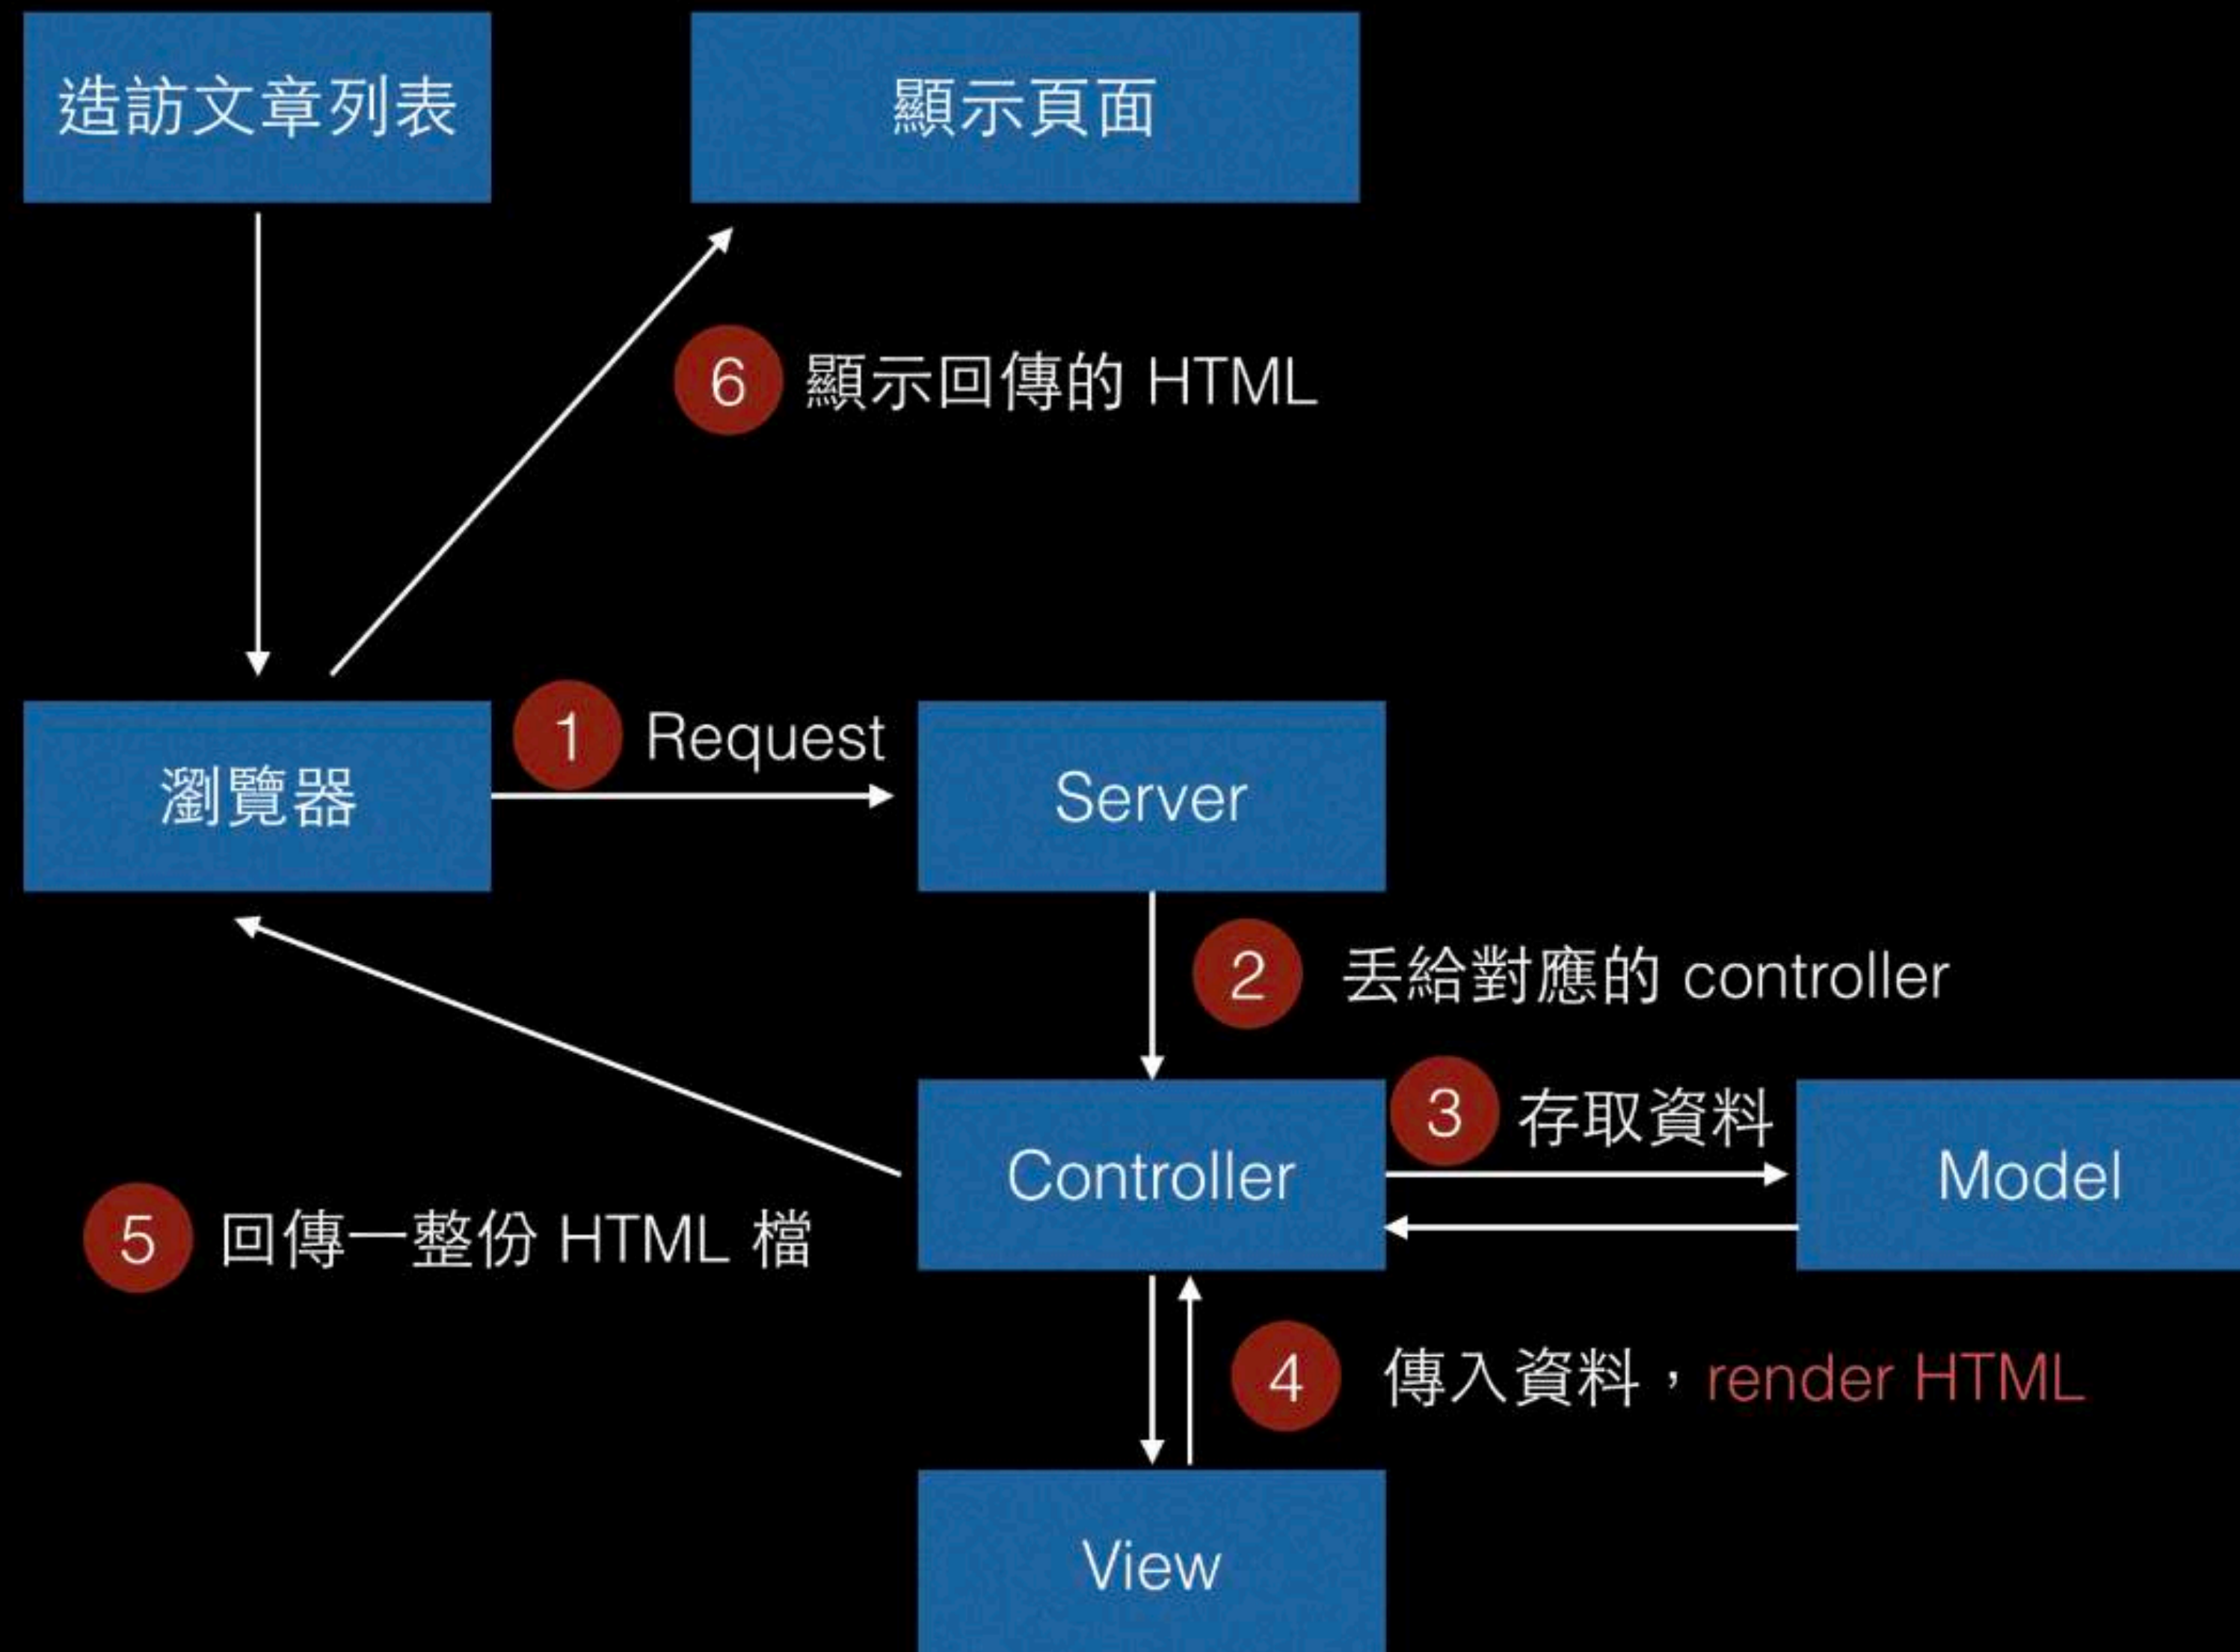 造訪文章列表
顯示頁面
6 顯示回傳的 HTML
1 Request
瀏覽器
Server
2 丟給對應的 controller
3 存取資料
Controller
Model
5 回傳一整份 HTML 檔
4 傳入資料，render HTML
View